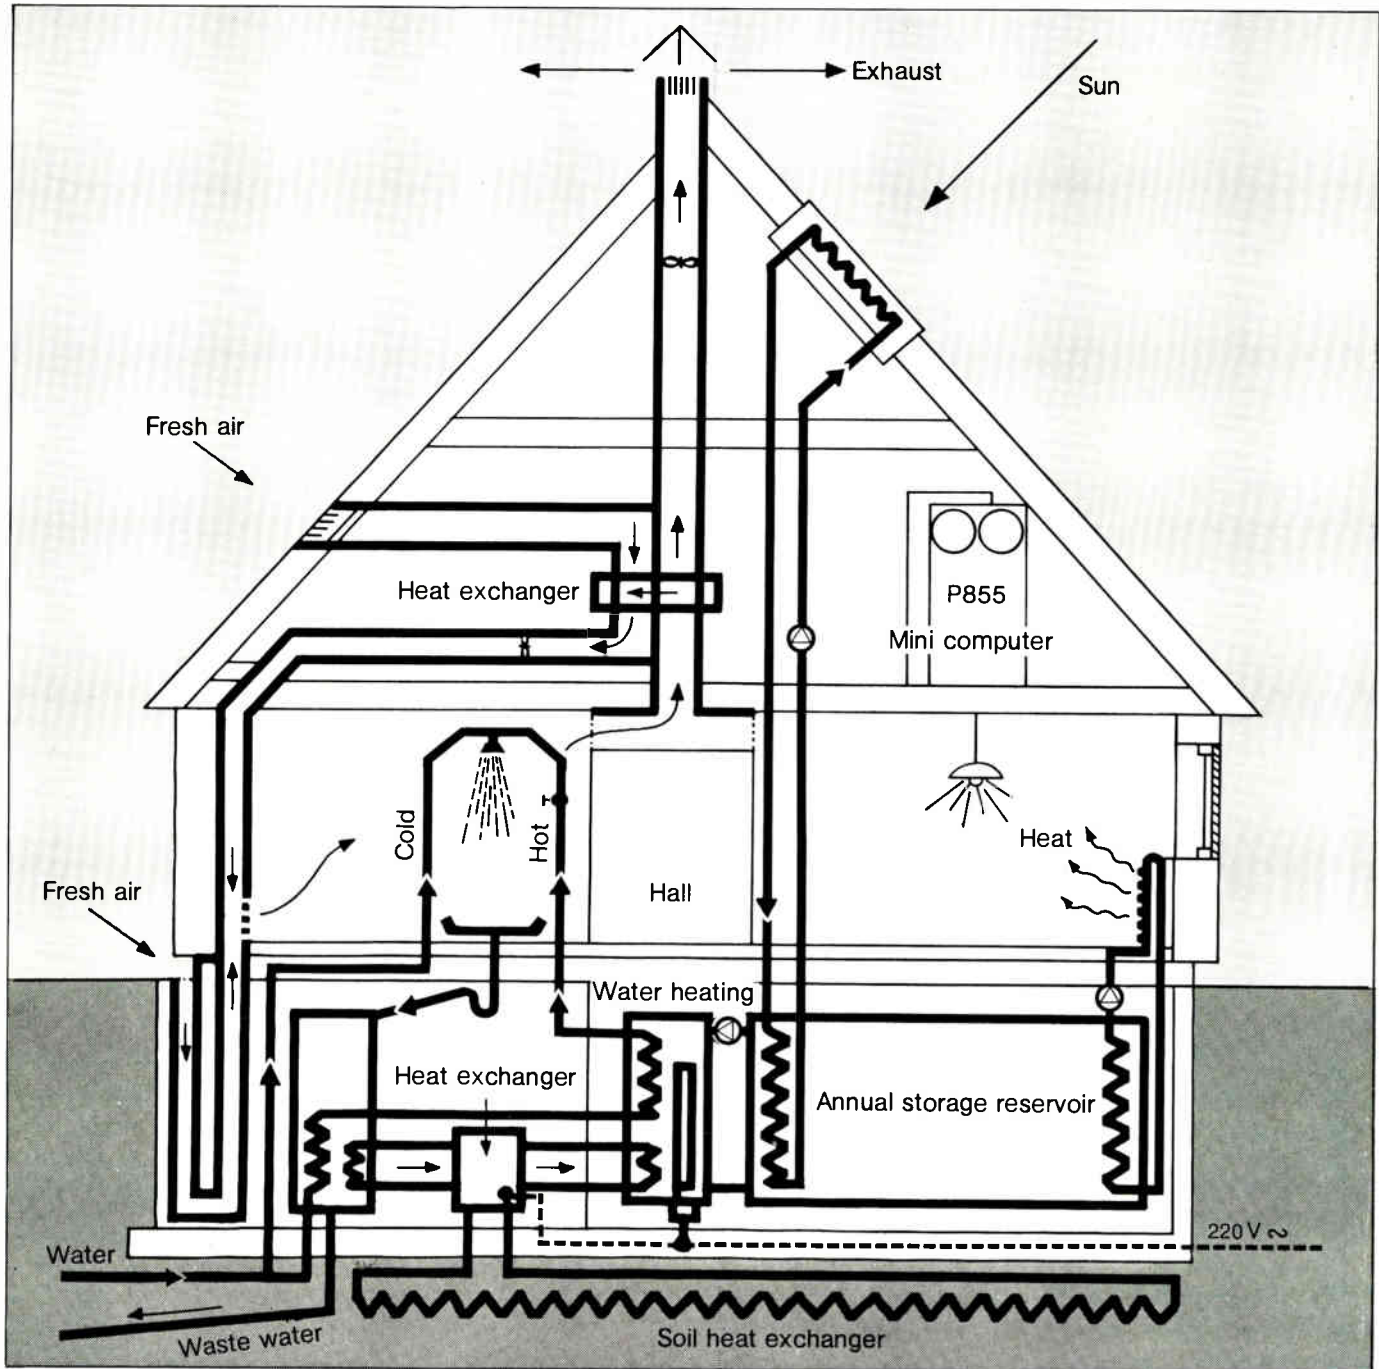 Exhaust
Sun
Fresh air
Heat exchanger
P855
Mini computer
Cold
Hot
Heat
Fresh air
Hall
Water heating
Heat exchanger
Annual storage reservoir
220 V ~
Water
Waste water
Soil heat exchanger